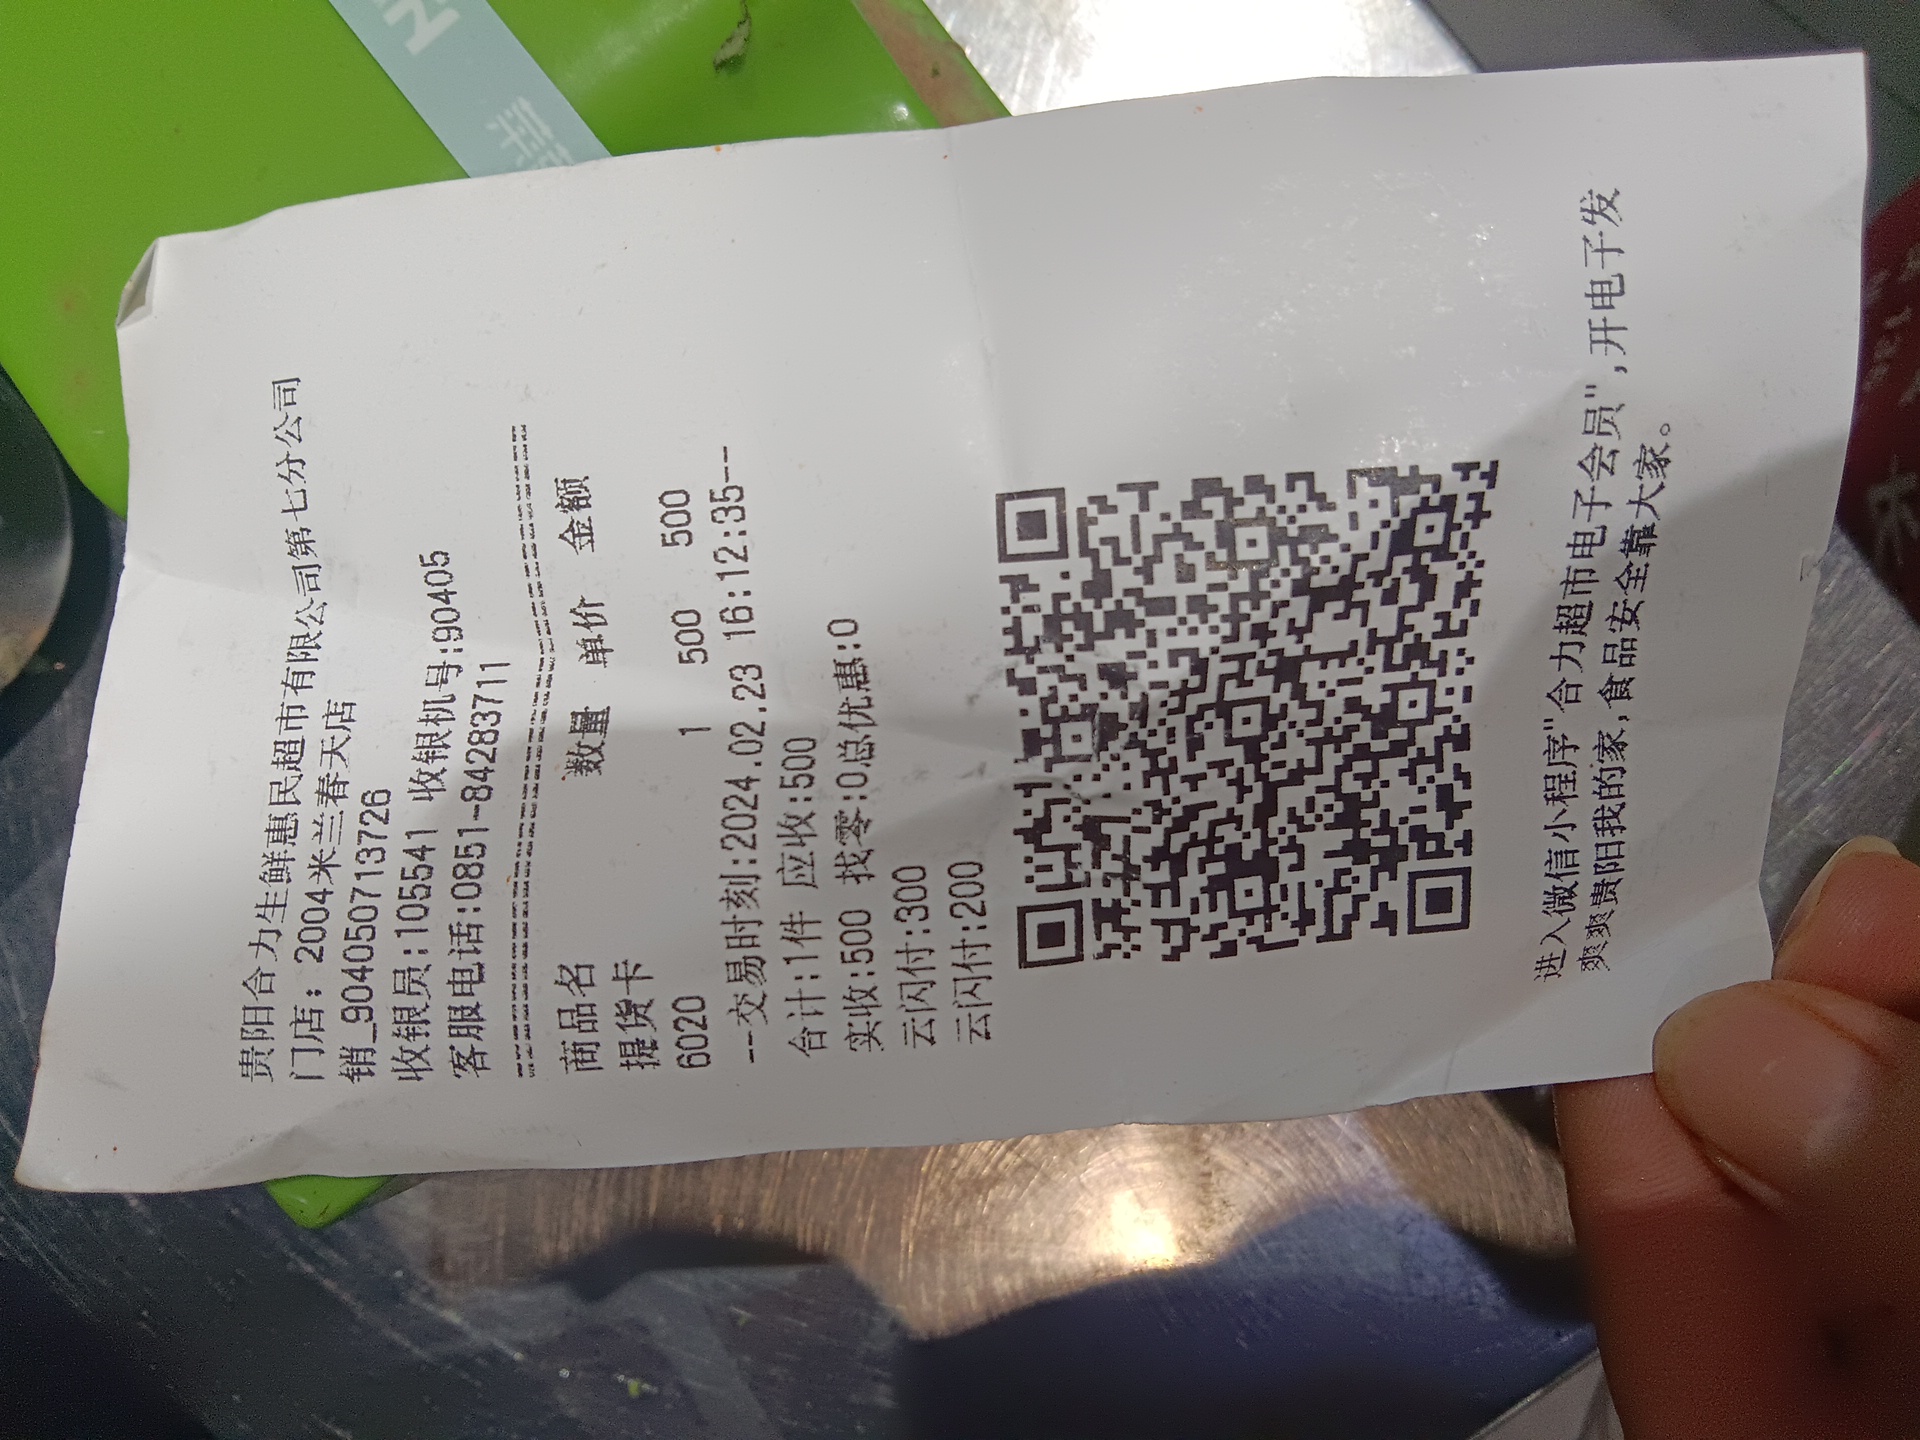 贵阳合力生鲜惠民超市有限公司第七分公司
门店：2004米兰春天店
销_9040507137​26
收银员:105541 收银机号:90405
客服电话:0851-84283711
商品名 数量 单价 金额
提货卡
6020 1 500 500
--交易时刻:2024.02.23 16:12:35--
合计:1件 应收:500
实收:500 找零:0总优惠:0
云闪付:300
云闪付:200
进入微信小程序"合力超市电子会员",开电子发
爽爽贵阳我的家,食品安全靠大家。